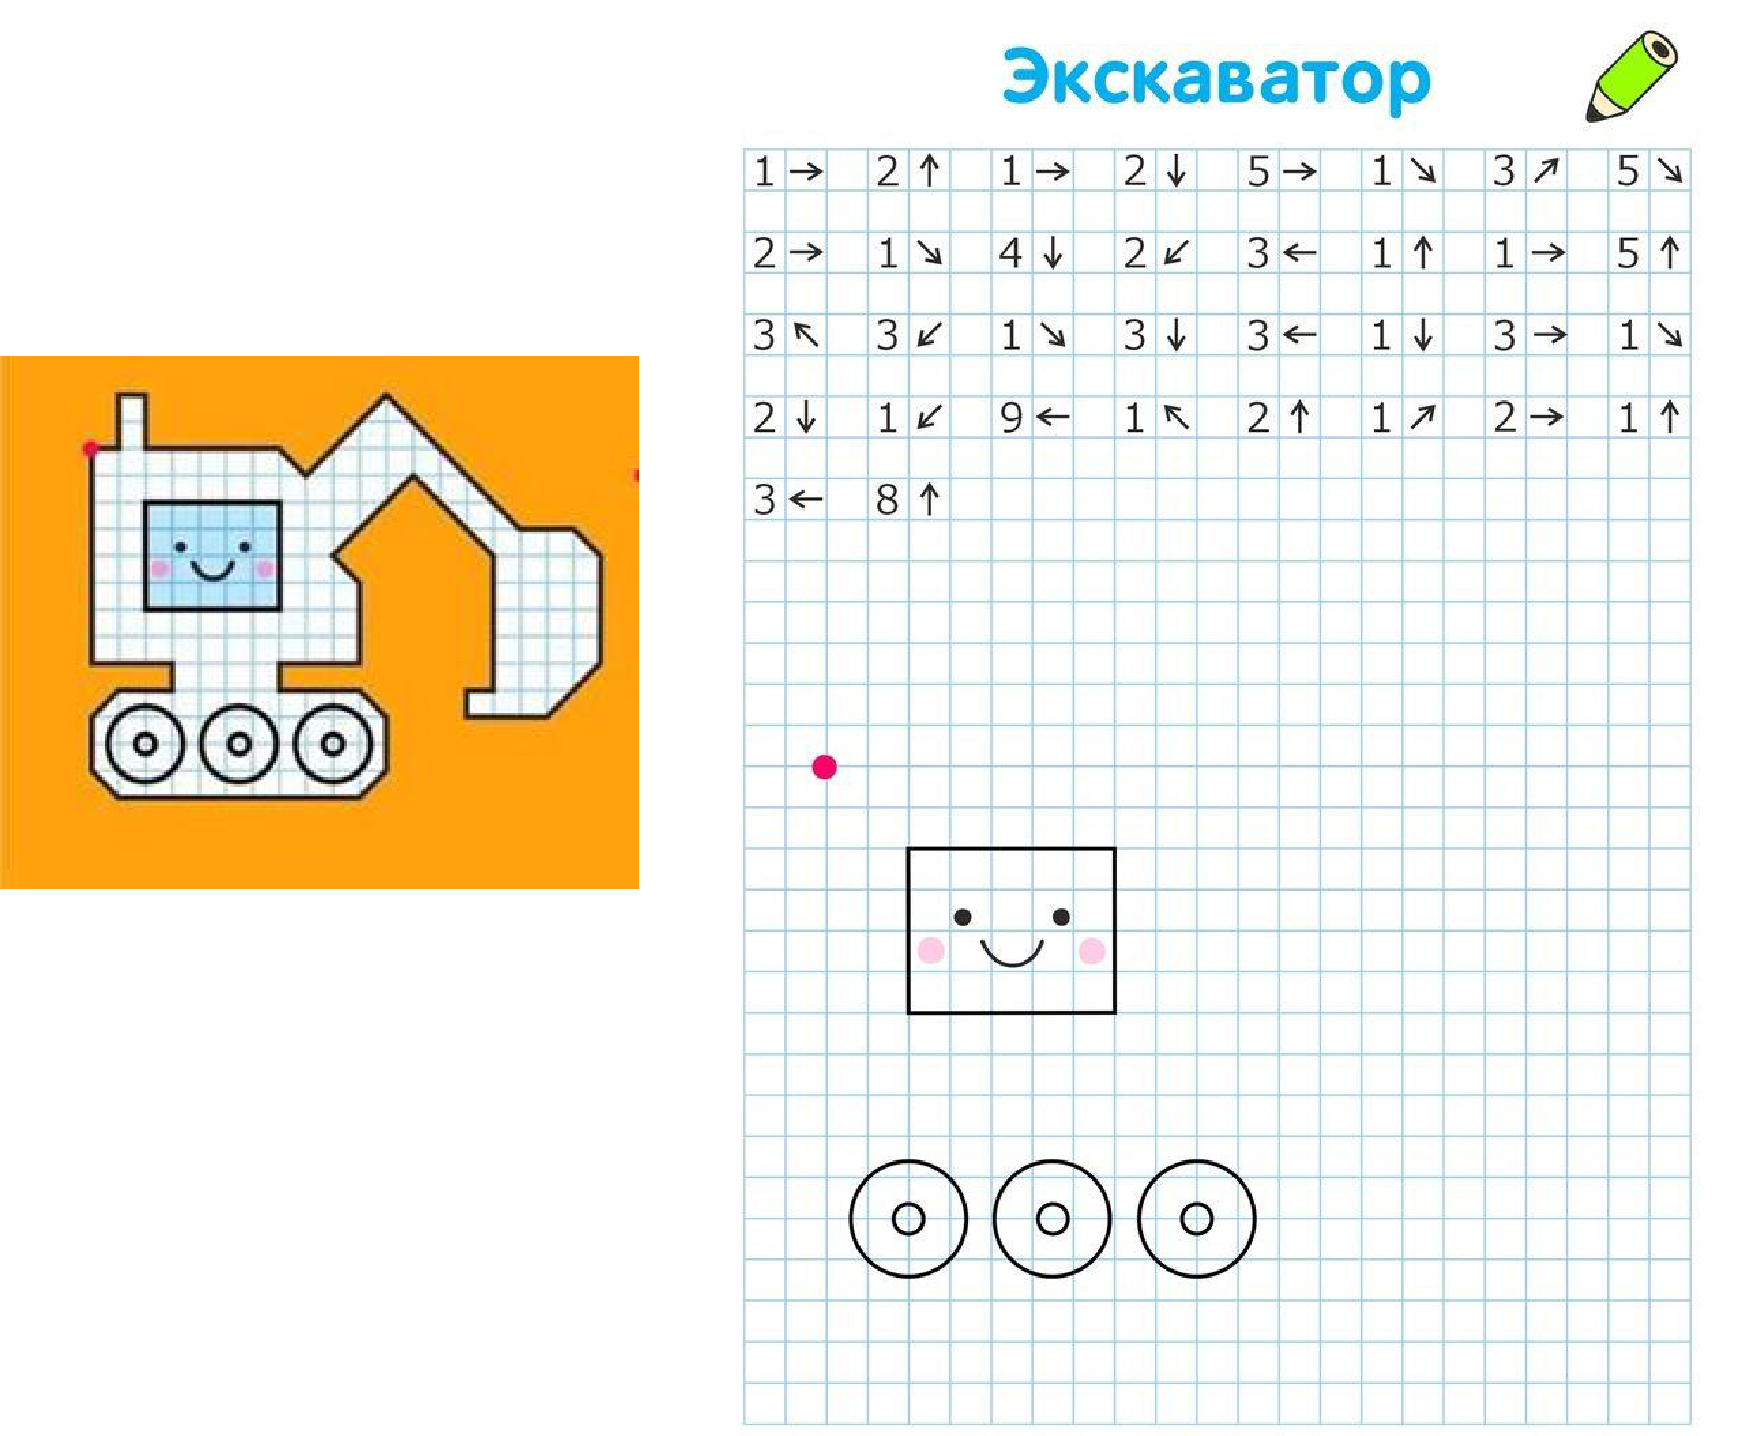 Экскаватор
1→ 2↑ 1→ 2↓ 5→ 1↘ 3↗ 5↘
2→ 1↘ 4↓ 2↙ 3← 1↑ 1→ 5↑
3↖ 3↙ 1↘ 3↓ 3← 1↓ 3→ 1↘
2↓ 1↙ 9← 1↖ 2↑ 1↗ 2→ 1↑
3← 8↑